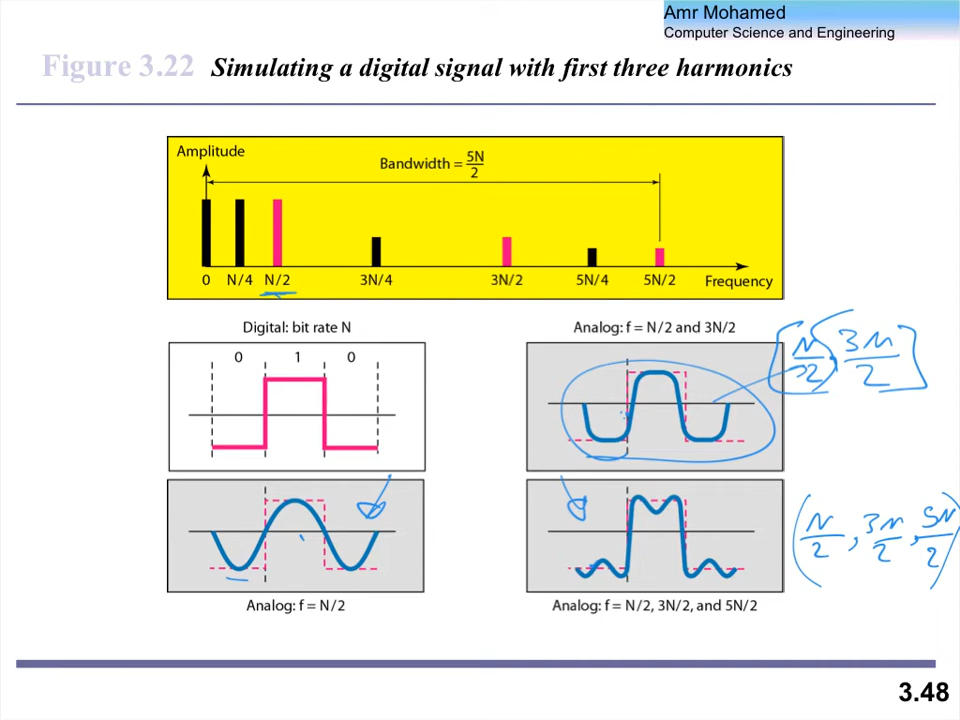 Amr Mohamed
Computer Science and Engineering
Figure 3.22 Simulating a digital signal with first three harmonics
Amplitude
Bandwidth = 5N/2
0 N/4 N/2 3N/4 3N/2 5N/4 5N/2 Frequency
Digital: bit rate N
0 1 0
Analog: f = N/2 and 3N/2
[N/2, 3N/2]
Analog: f = N/2
Analog: f = N/2, 3N/2, and 5N/2
(N/2, 3N/2, 5N/2)
3.48